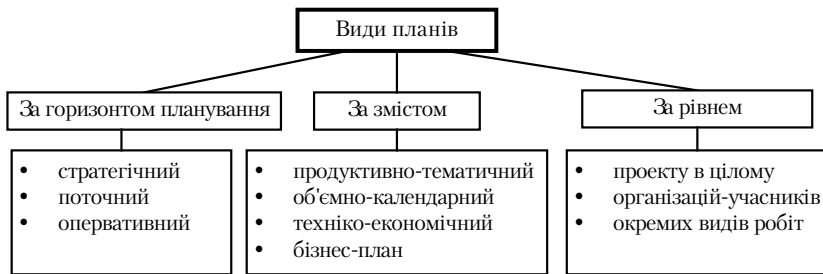 Види планів
За горизонтом планування
• стратегічний
• поточний
• опервативний
За змістом
• продуктивно-тематичний
• об'ємно-календарний
• техніко-економічний
• бізнес-план
За рівнем
• проекту в цілому
• організацій-учасників
• окремих видів робіт